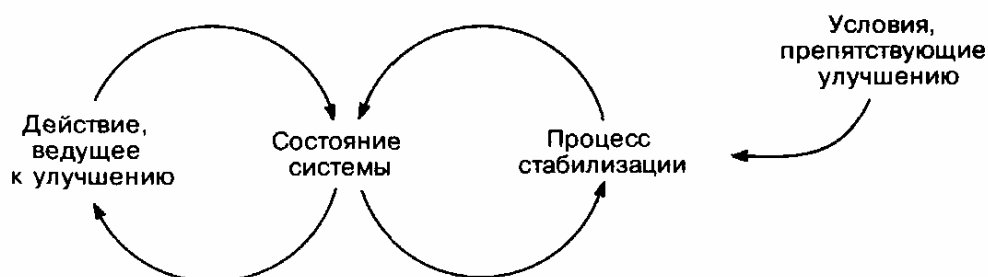 Действие,
ведущее
к улучшению
Состояние
системы
Процесс
стабилизации
Условия,
препятствующие
улучшению